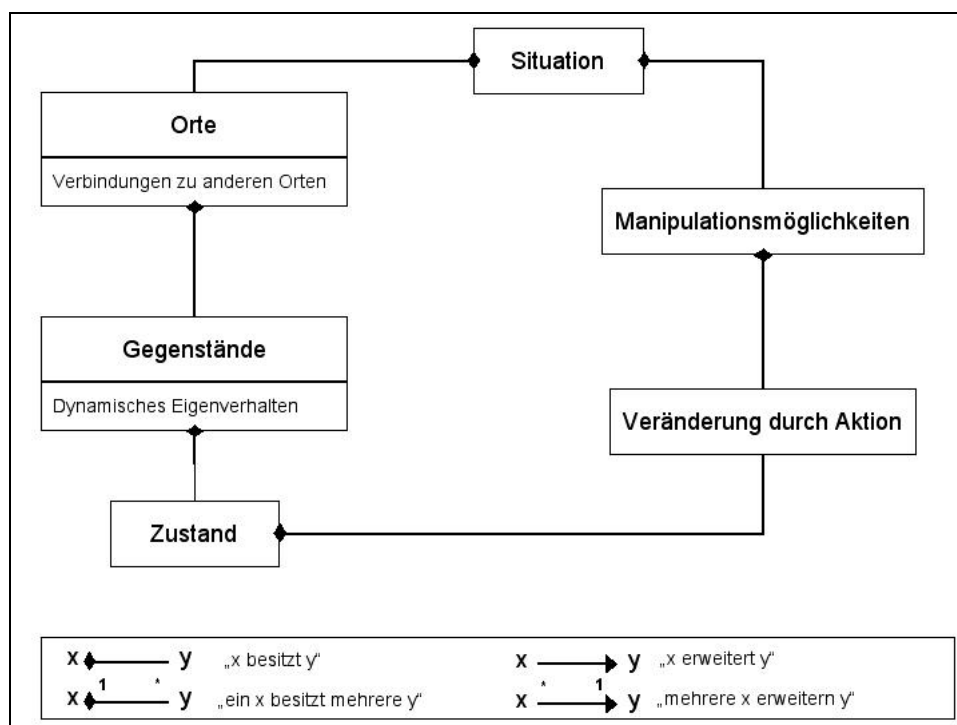 Situation
Orte
Verbindungen zu anderen Orten
Manipulationsmöglichkeiten
Gegenstände
Dynamisches Eigenverhalten
Veränderung durch Aktion
Zustand
x y „x besitzt y“
x 1 * y „ein x besitzt mehrere y“
x y „x erweitert y“
x * 1 y „mehrere x erweitern y“